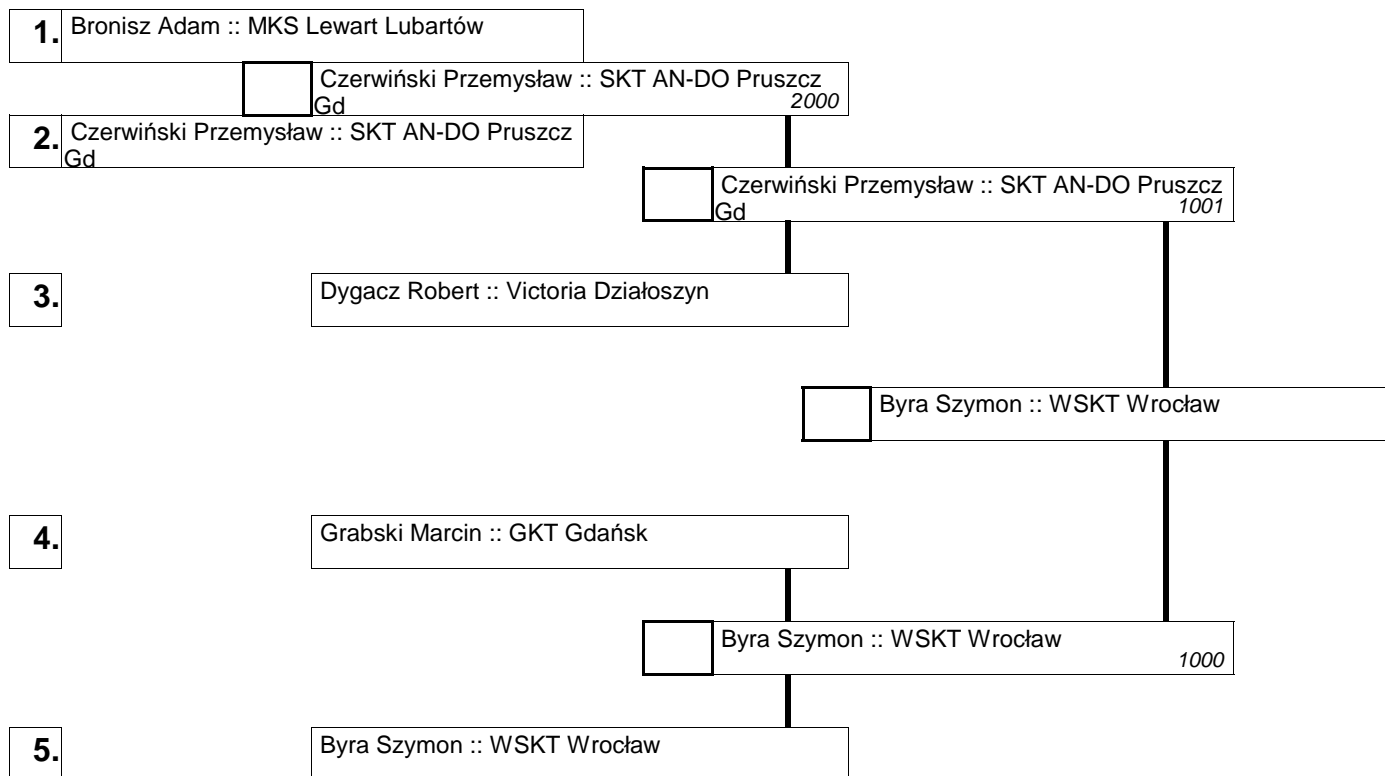 1. Bronisz Adam :: MKS Lewart Lubartów
Czerwiński Przemysław :: SKT AN-DO Pruszcz
Gd 2000
2. Czerwiński Przemysław :: SKT AN-DO Pruszcz
Gd
Czerwiński Przemysław :: SKT AN-DO Pruszcz
Gd 1001
3. Dygacz Robert :: Victoria Działoszyn
Byra Szymon :: WSKT Wrocław
4. Grabski Marcin :: GKT Gdańsk
Byra Szymon :: WSKT Wrocław
1000
5. Byra Szymon :: WSKT Wrocław